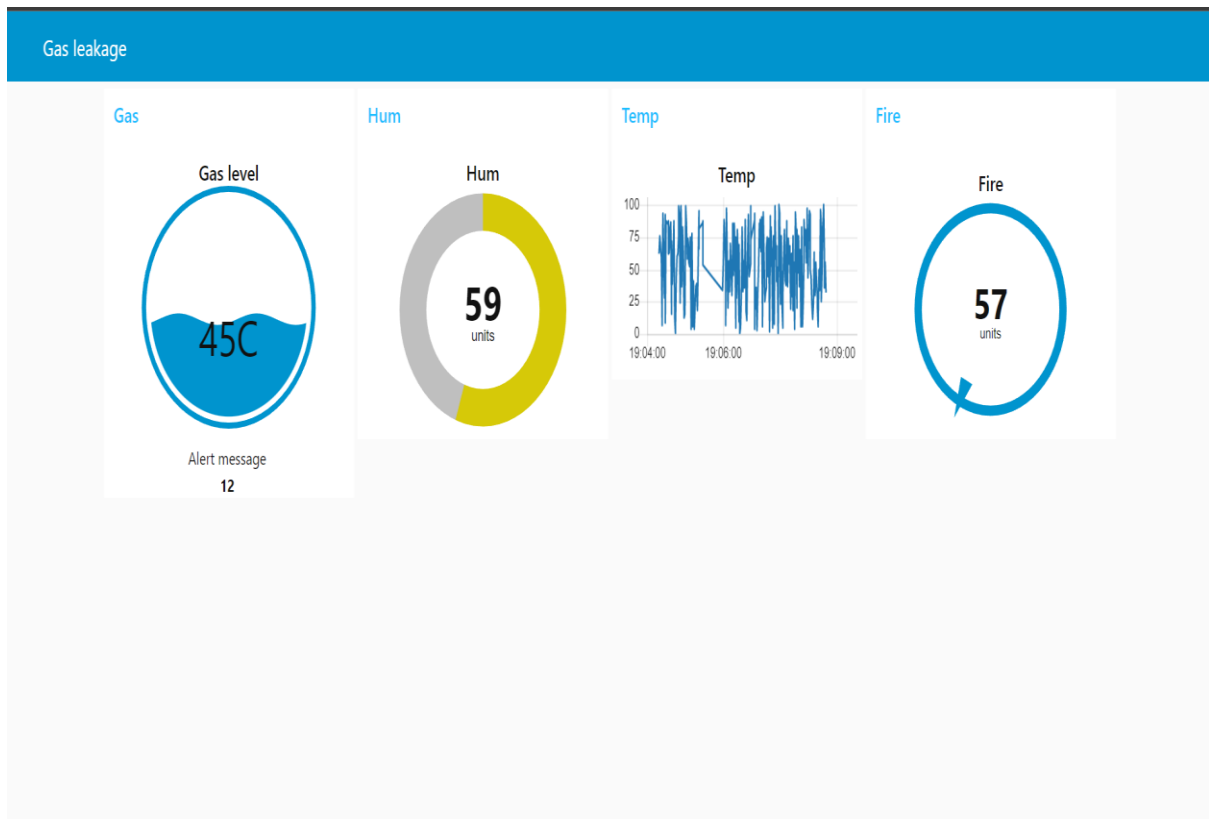 Gas leakage
Gas
Gas level
45C
Alert message
12
Hum
Hum
59
units
Temp
Temp
100
75
50
25
0
19:04:00 19:06:00 19:09:00
Fire
Fire
57
units